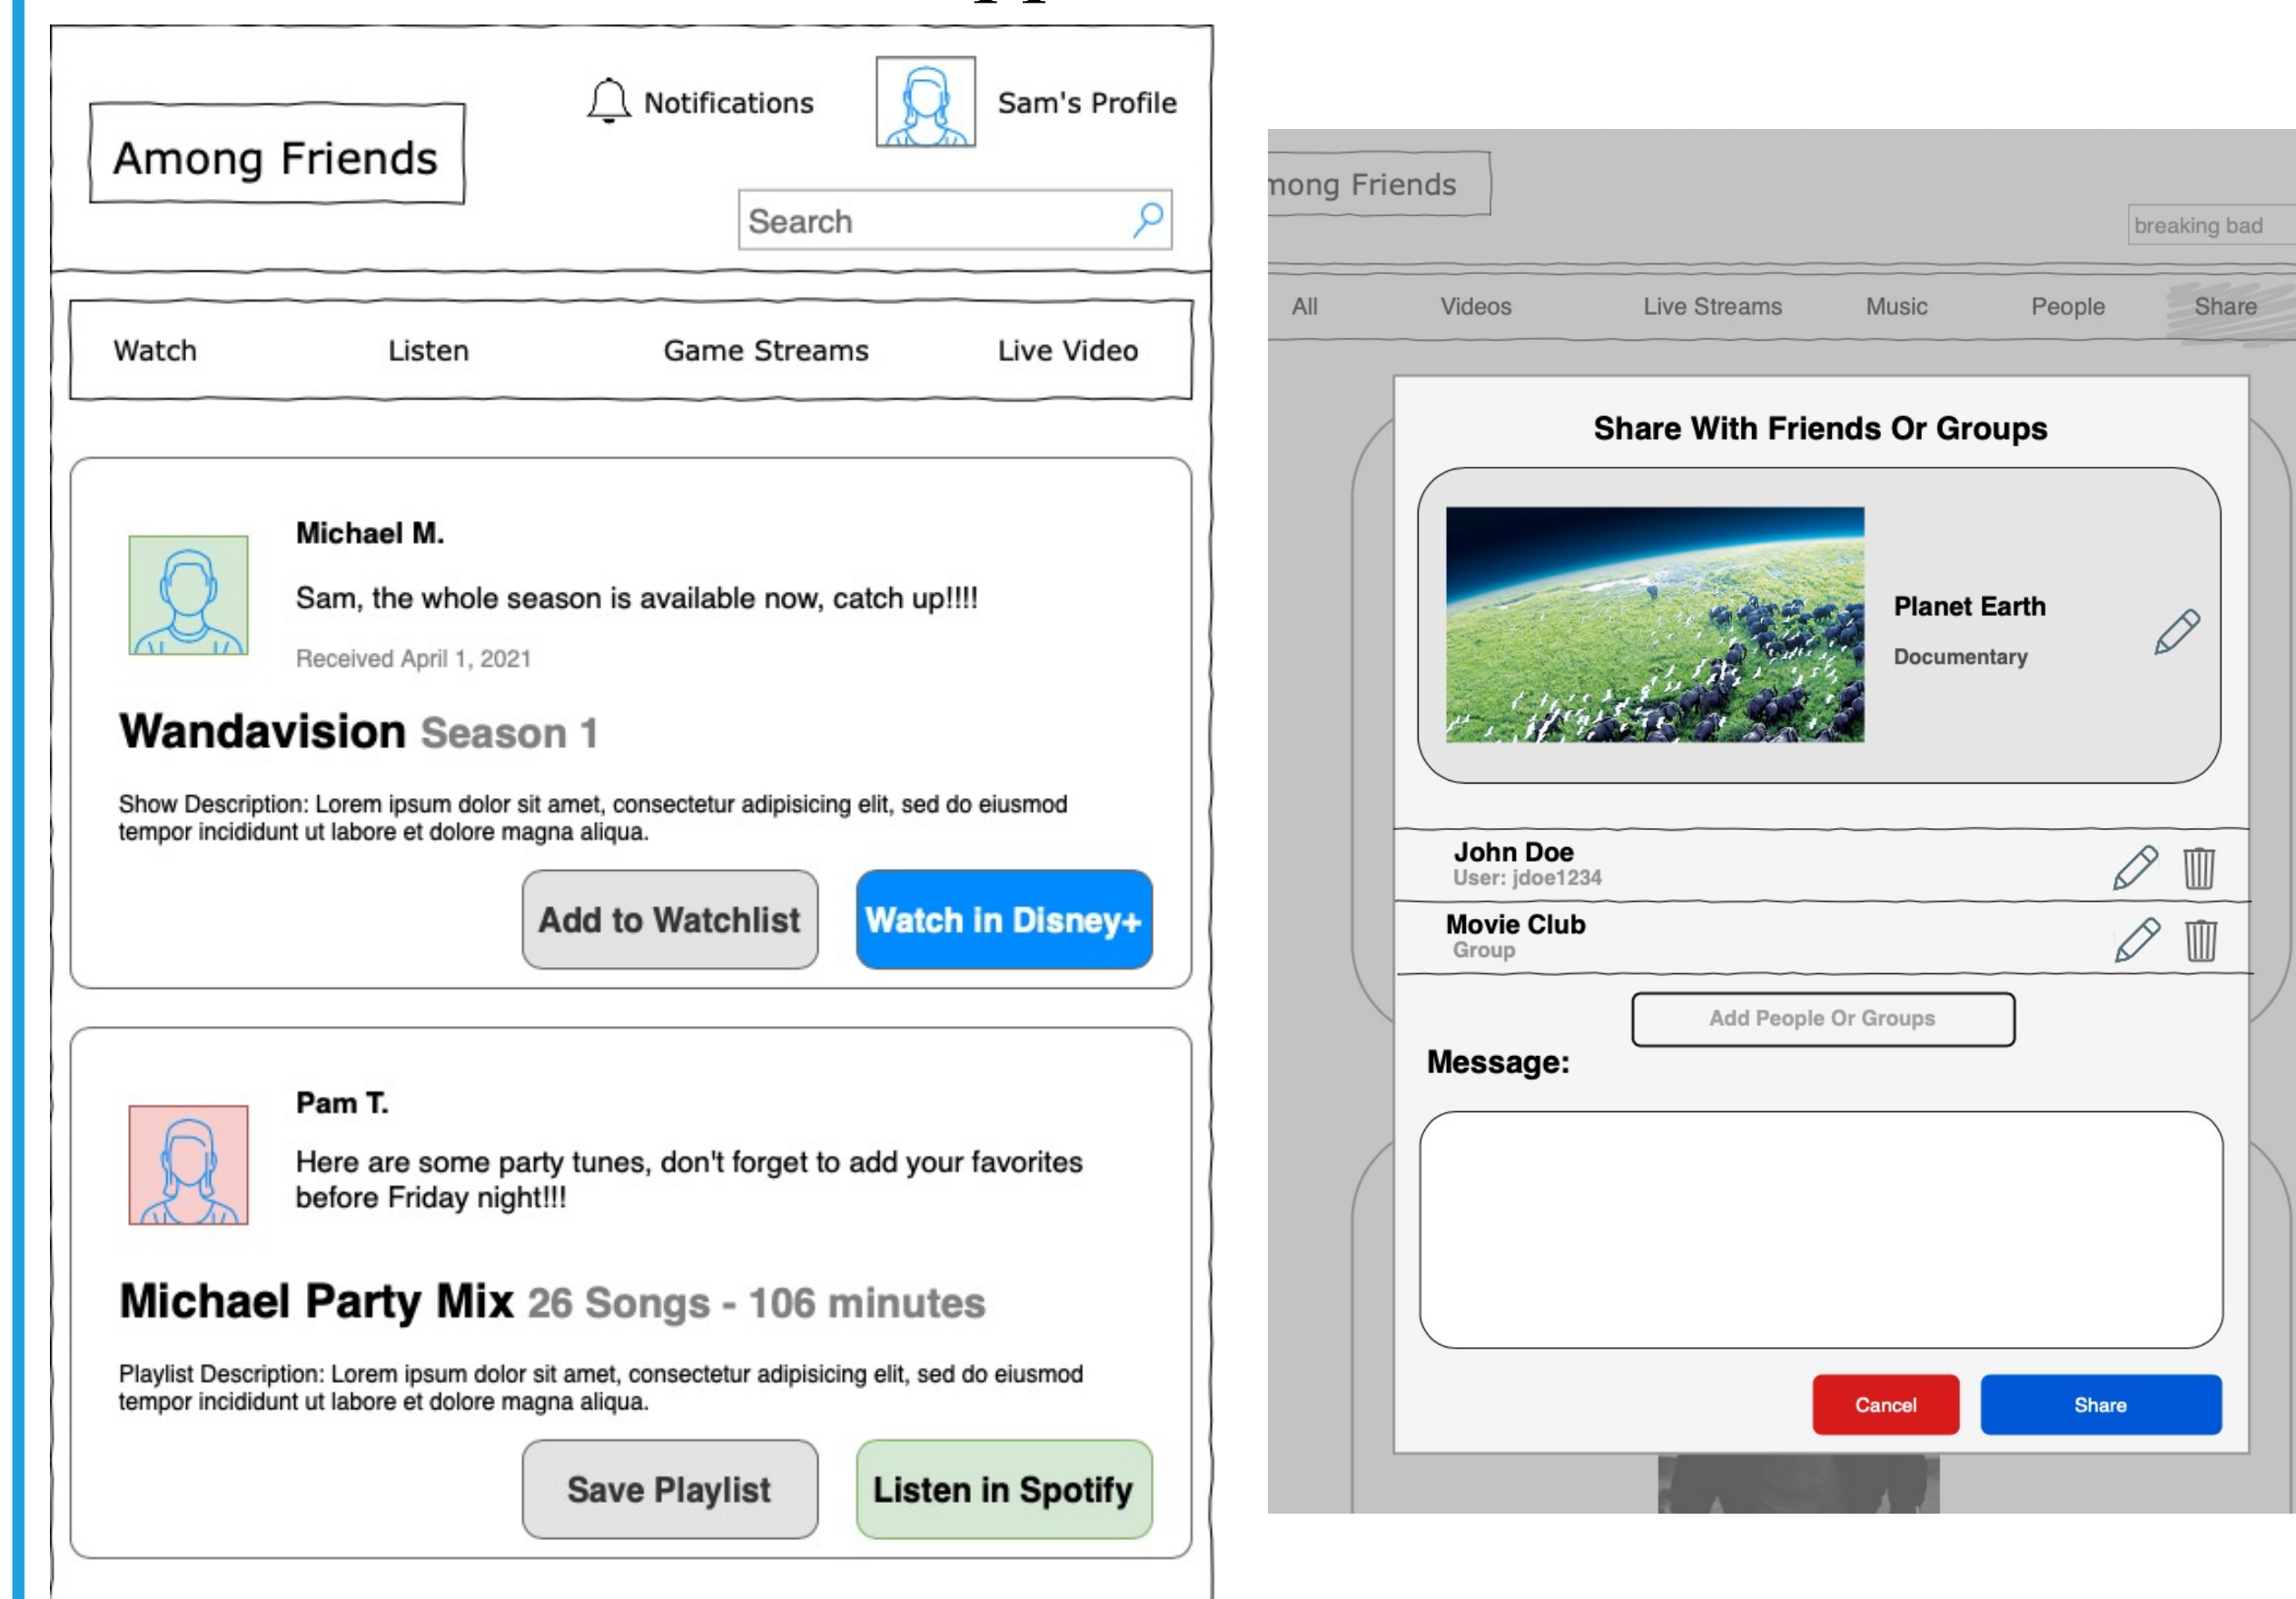 Notifications
Sam's Profile
Among Friends
Search
Watch
Listen
Game Streams
Live Video
Michael M.
Sam, the whole season is available now, catch up!!!!
Received April 1, 2021
Wandavision Season 1
Show Description: Lorem ipsum dolor sit amet, consectetur adipisicing elit, sed do eiusmod
tempor incididunt ut labore et dolore magna aliqua.
Add to Watchlist
Watch in Disney+
Pam T.
Here are some party tunes, don't forget to add your favorites
before Friday night!!!
Michael Party Mix 26 Songs - 106 minutes
Playlist Description: Lorem ipsum dolor sit amet, consectetur adipisicing elit, sed do eiusmod
tempor incididunt ut labore et dolore magna aliqua.
Save Playlist
Listen in Spotify
mong Friends
breaking bad
All
Videos
Live Streams
Music
People
Share
Share With Friends Or Groups
Planet Earth
Documentary
John Doe
User: jdoe1234
Movie Club
Group
Add People Or Groups
Message:
Cancel
Share